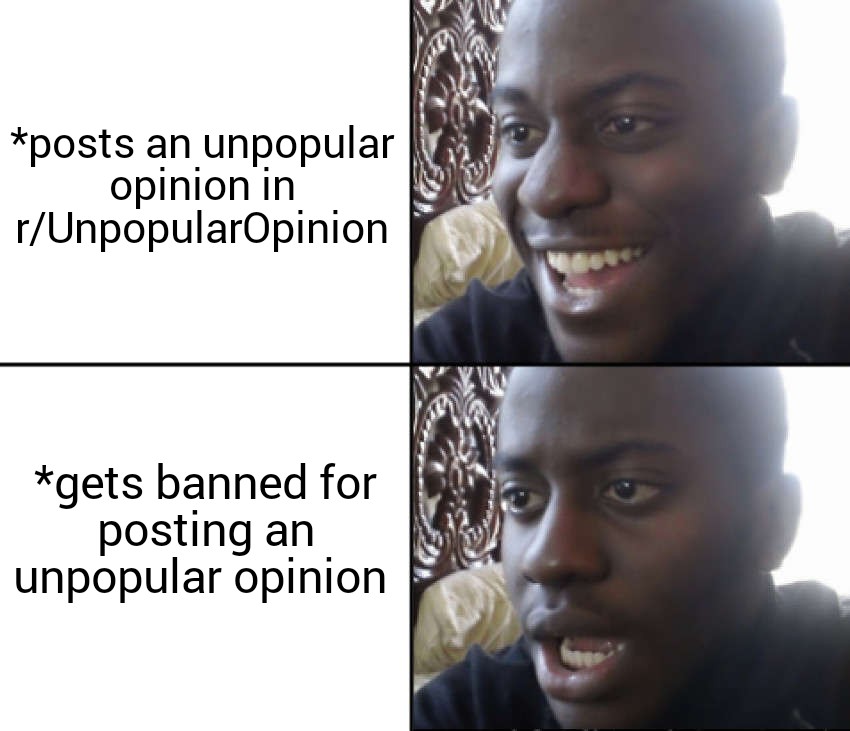 *posts an unpopular
opinion in
r/UnpopularOpinion
*gets banned for
posting an
unpopular opinion